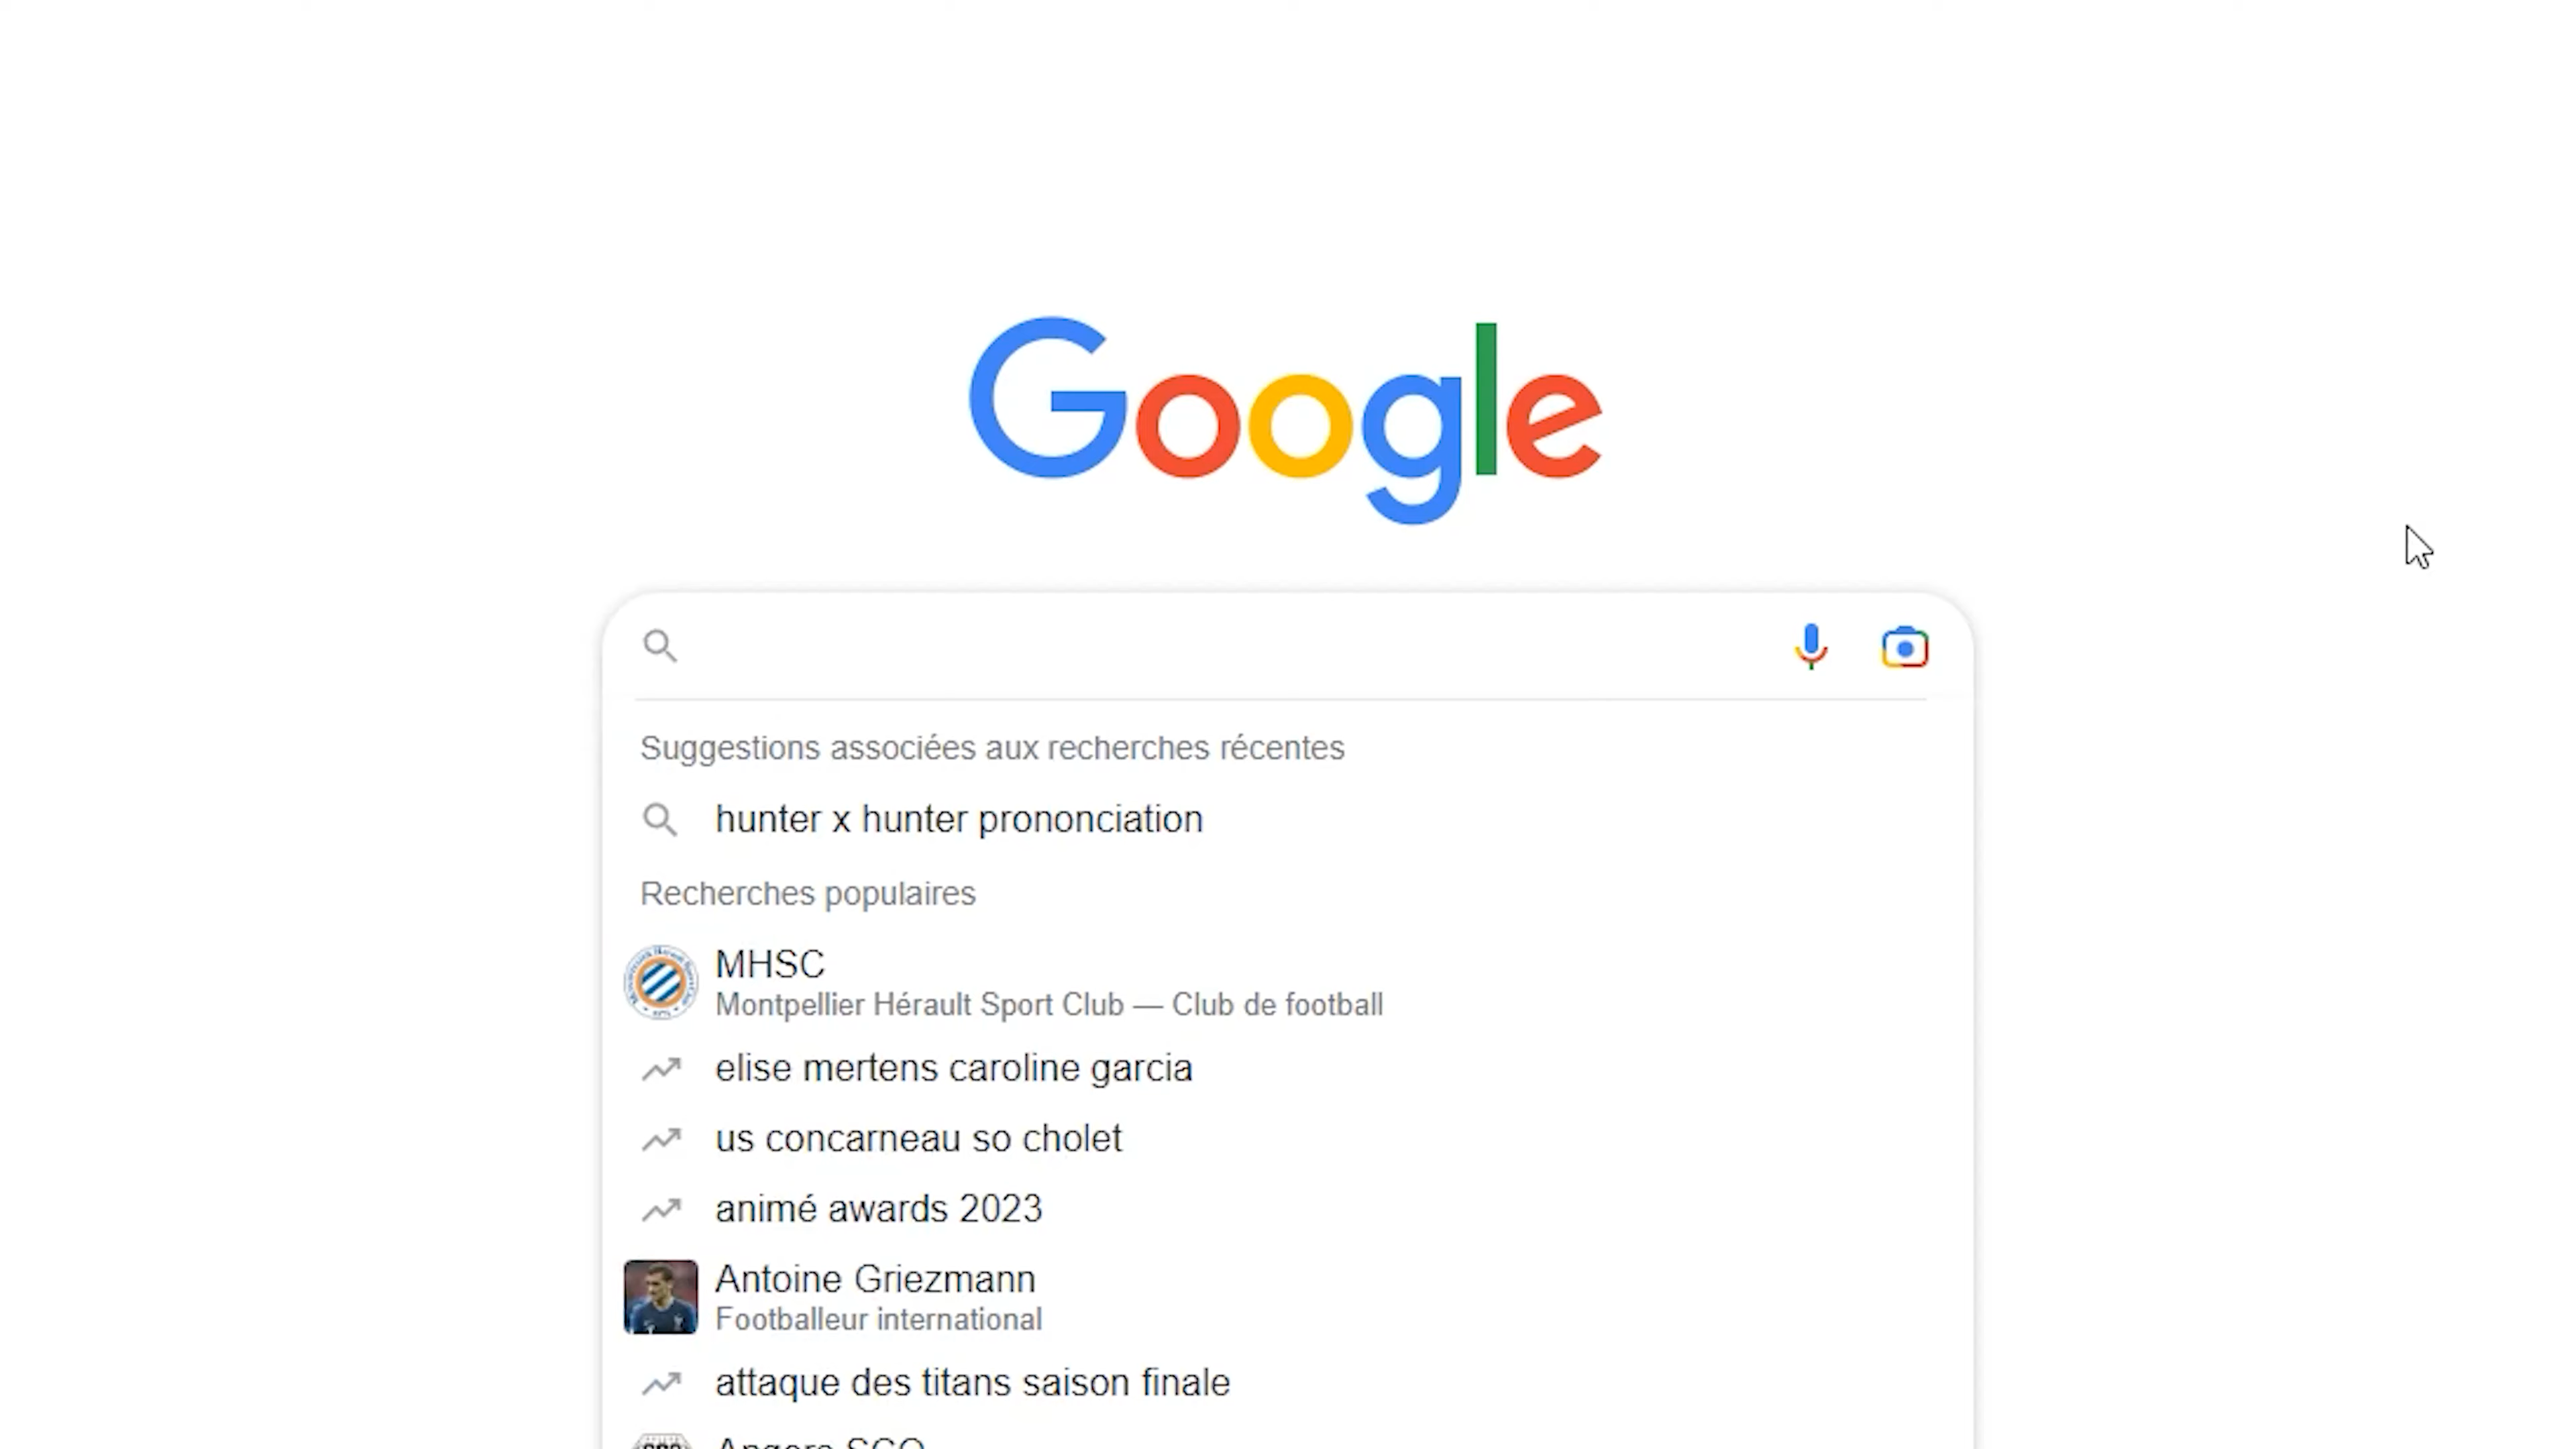 Google
Suggestions associées aux recherches récentes
hunter x hunter prononciation
Recherches populaires
MHSC
Montpellier Hérault Sport Club — Club de football
elise mertens caroline garcia
us concarneau so cholet
animé awards 2023
Antoine Griezmann
Footballeur international
attaque des titans saison finale
Angers SCO